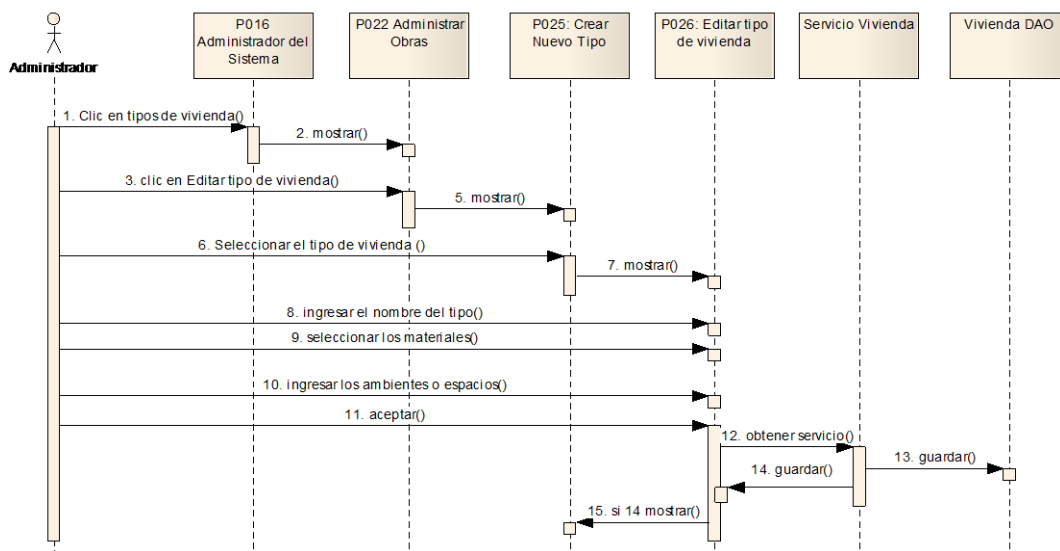 Administrador
P016
Administrador del
Sistema
P022 Administrar
Obras
P025: Crear
Nuevo Tipo
P026: Editar tipo
de vivienda
Servicio Vivienda
Vivienda DAO
1. Clic en tipos de vivienda()
2. mostrar()
3. clic en Editar tipo de vivienda()
5. mostrar()
6. Seleccionar el tipo de vivienda ()
7. mostrar()
8. ingresar el nombre del tipo()
9. seleccionar los materiales()
10. ingresar los ambientes o espacios()
11. aceptar()
12. obtener servicio()
13. guardar()
14. guardar()
15. si 14 mostrar()